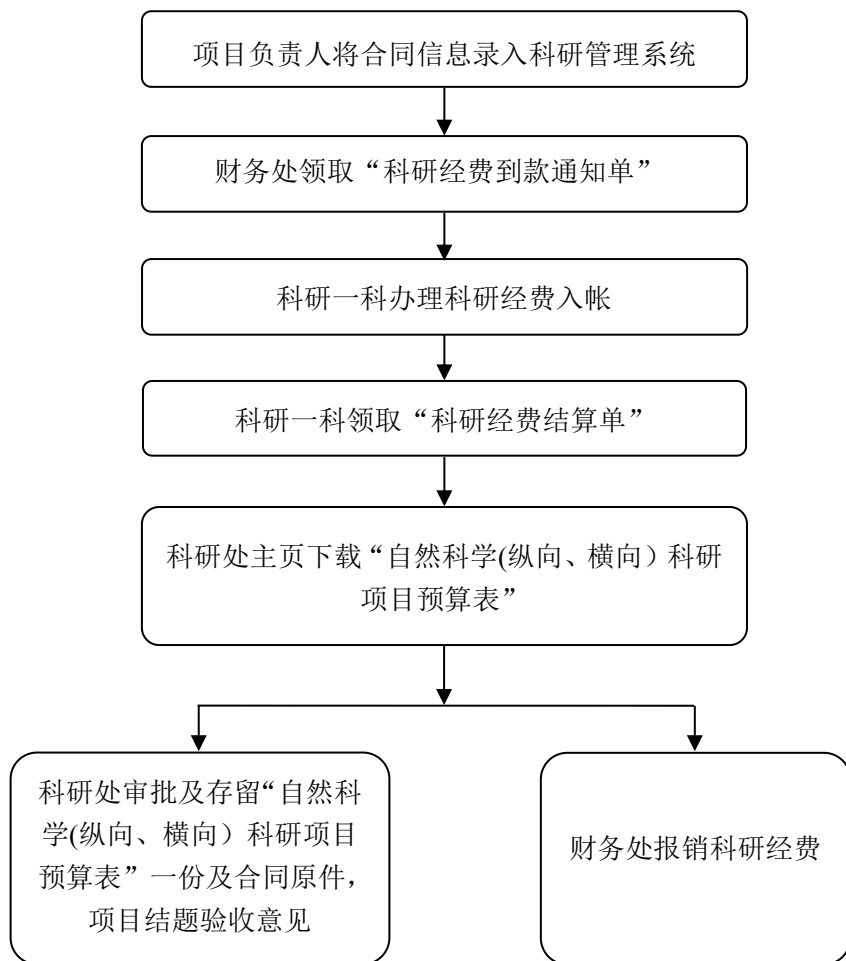 项目负责人将合同信息录入科研管理系统
财务处领取“科研经费到款通知单”
科研一科办理科研经费入帐
科研一科领取“科研经费结算单”
科研处主页下载“自然科学(纵向、横向）科研
项目预算表”
科研处审批及存留“自然科
学(纵向、横向）科研项目
预算表”一份及合同原件，
项目结题验收意见
财务处报销科研经费